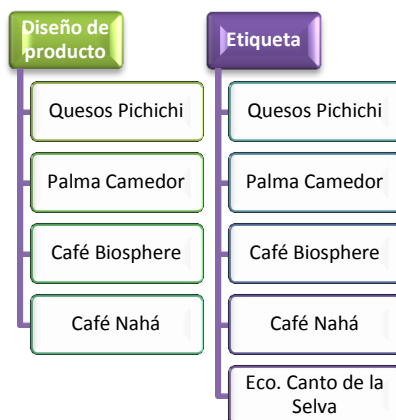 Diseño de
producto
Quesos Pichichi
Palma Camedor
Café Biosphere
Café Nahá
Etiqueta
Quesos Pichichi
Palma Camedor
Café Biosphere
Café Nahá
Eco. Canto de la
Selva